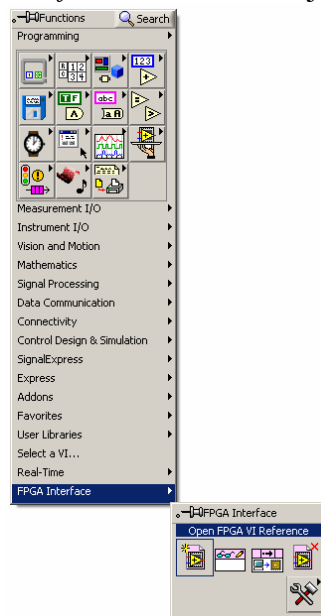 Functions Search
Programming
123
abc
aA
Measurement I/O
Instrument I/O
Vision and Motion
Mathematics
Signal Processing
Data Communication
Connectivity
Control Design & Simulation
SignalExpress
Express
Addons
Favorites
User Libraries
Select a VI...
Real-Time
FPGA Interface
FPGA Interface
Open FPGA VI Reference